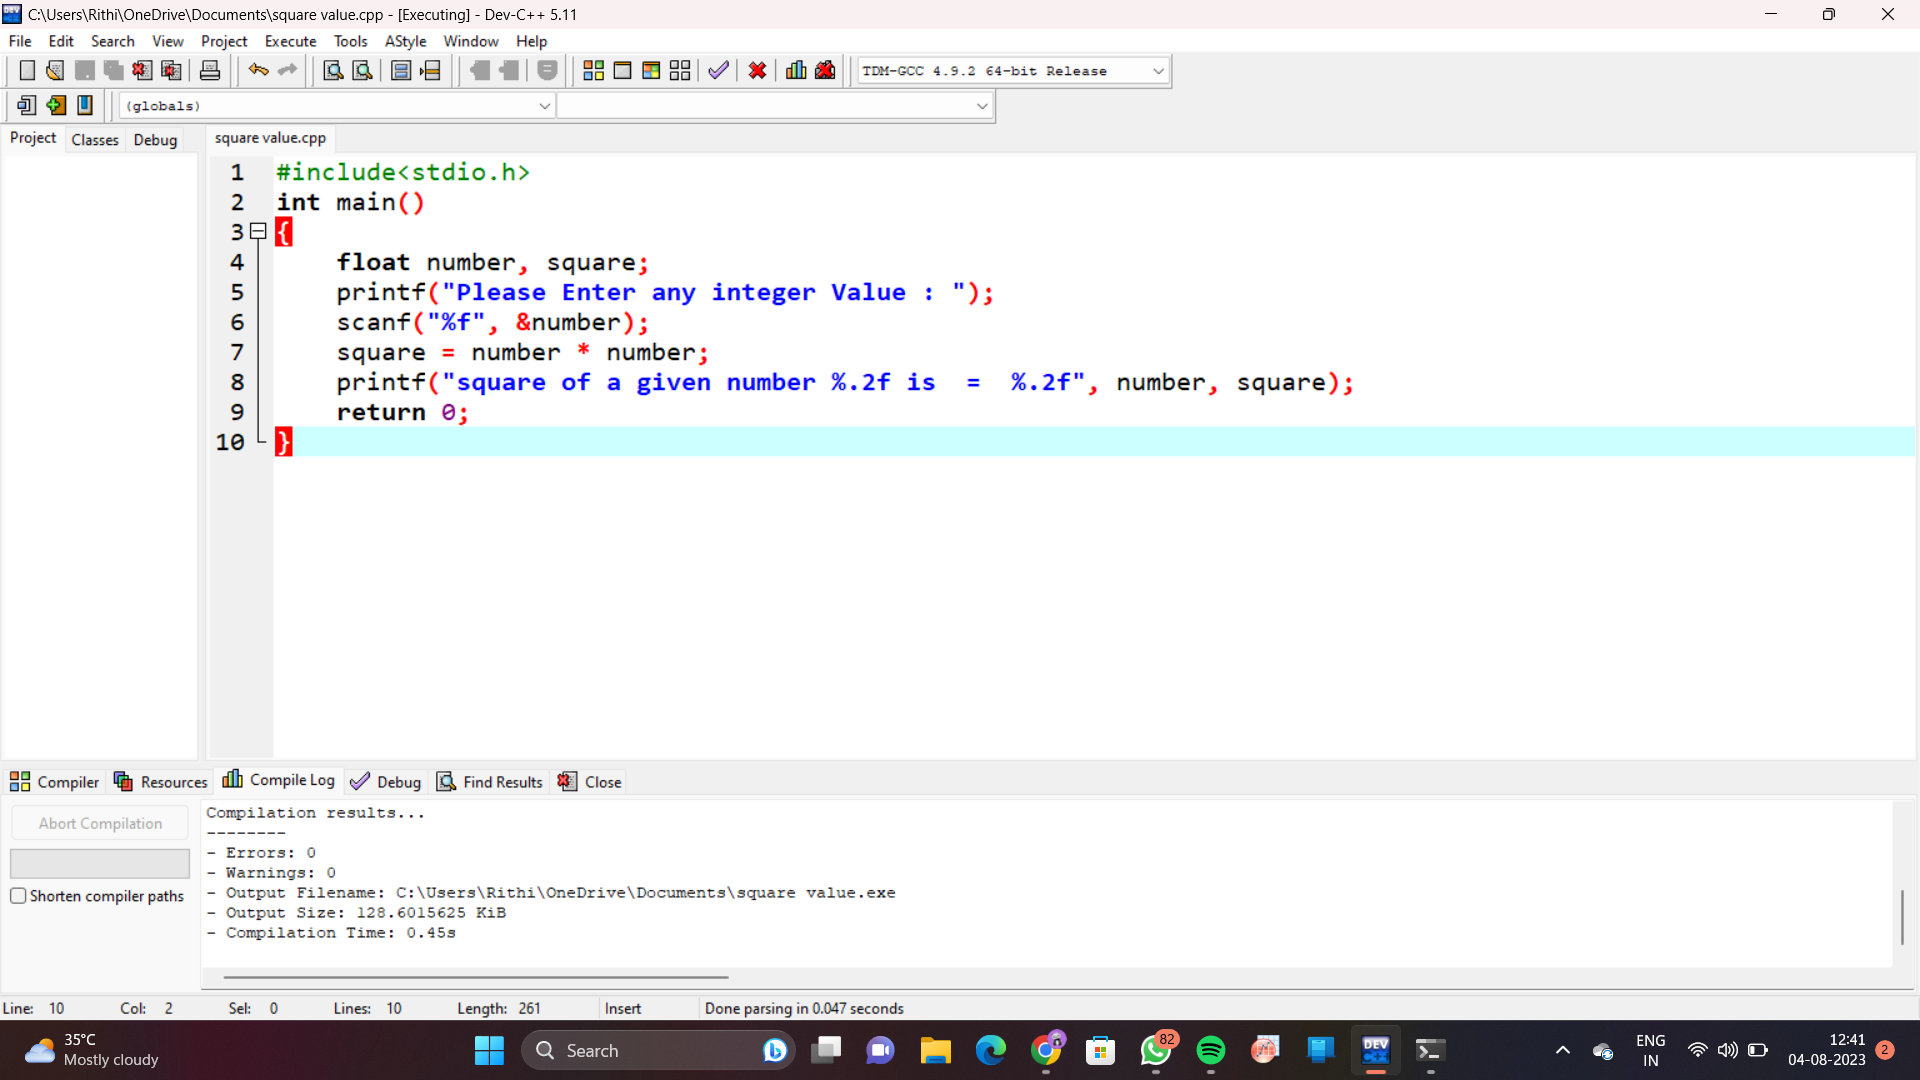 C:\Users\Rithi\OneDrive\Documents\square value.cpp - [Executing] - Dev-C++ 5.11
File Edit Search View Project Execute Tools AStyle Window Help
TDM-GCC 4.9.2 64-bit Release
(globals)
Project Classes Debug square value.cpp
1 #include<stdio.h>
2 int main()
3 {
4 float number, square;
5 printf("Please Enter any integer Value : ");
6 scanf("%f", &number);
7 square = number * number;
8 printf("square of a given number %.2f is  =  %.2f", number, square);
9 return 0;
10 }
Compiler Resources Compile Log Debug Find Results Close
Abort Compilation
Shorten compiler paths
Compilation results...
--------
- Errors: 0
- Warnings: 0
- Output Filename: C:\Users\Rithi\OneDrive\Documents\square value.exe
- Output Size: 128.6015625 KiB
- Compilation Time: 0.45s
Line: 10 Col: 2 Sel: 0 Lines: 10 Length: 261 Insert Done parsing in 0.047 seconds
35°C
Mostly cloudy
Search
82
DEV
C++
ENG
IN
12:41
04-08-2023
2